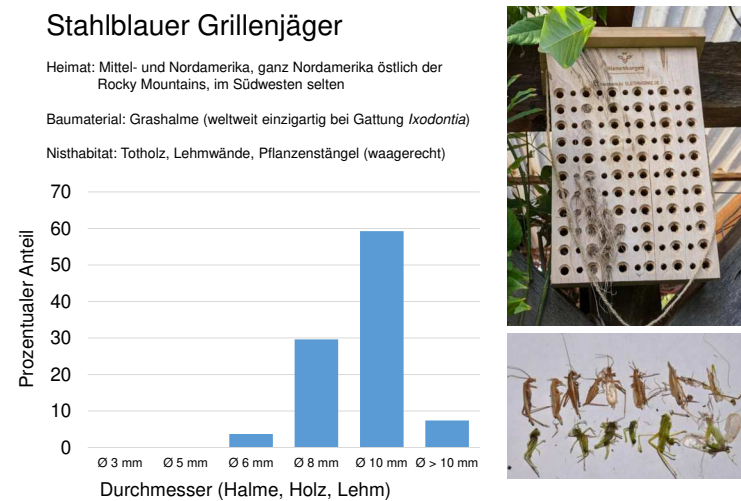 Stahlblauer Grillenjäger
Heimat: Mittel- und Nordamerika, ganz Nordamerika östlich der
Rocky Mountains, im Südwesten selten
Baumaterial: Grashalme (weltweit einzigartig bei Gattung Ixodontia)
Nisthabitat: Totholz, Lehmwände, Pflanzenstängel (waagerecht)
70
60
50
40
30
20
10
0
Prozentualer Anteil
Ø 3 mm Ø 5 mm Ø 6 mm Ø 8 mm Ø 10 mm Ø > 10 mm
Durchmesser (Halme, Holz, Lehm)